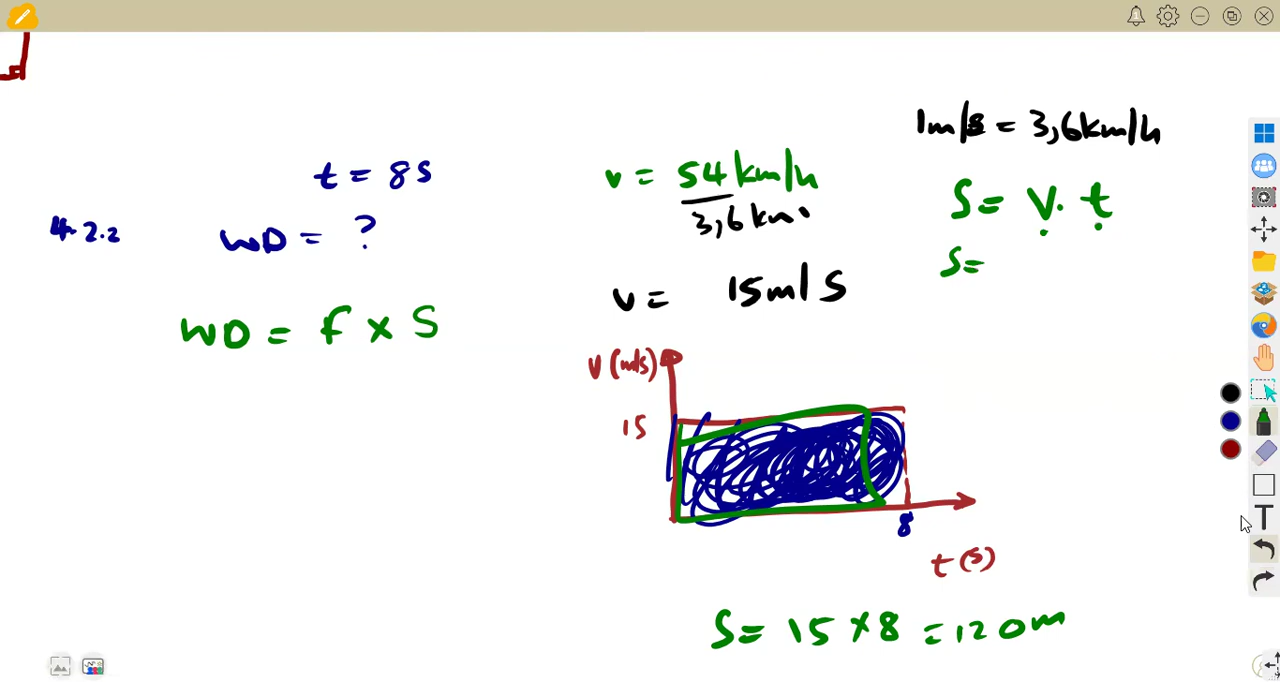 t = 8s
4.2.2
WD = ?
WD = f x S
v = 54km/h
3,6km
v = 15m/s
1m/s = 3,6km/h
S = V. t
S =
V(m/s)
15
8
t(s)
S = 15 x 8 = 120m